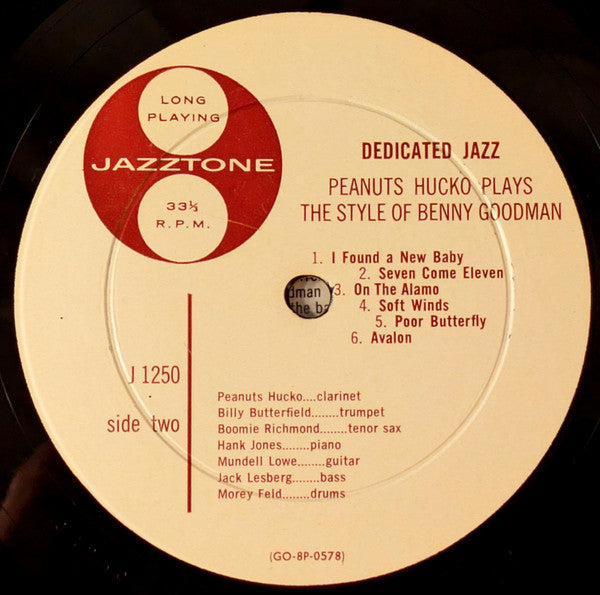 LONG
PLAYING
JAZZTONE
33⅓
R.P.M.
DEDICATED JAZZ
PEANUTS HUCKO PLAYS
THE STYLE OF BENNY GOODMAN
1. I Found a New Baby
2. Seven Come Eleven
3. On The Alamo
4. Soft Winds
5. Poor Butterfly
6. Avalon
J 1250
side two
Peanuts Hucko....clarinet
Billy Butterfield........trumpet
Boomie Richmond........tenor sax
Hank Jones........piano
Mundell Lowe........guitar
Jack Lesberg........bass
Morey Feld........drums
(GO-8P-0578)